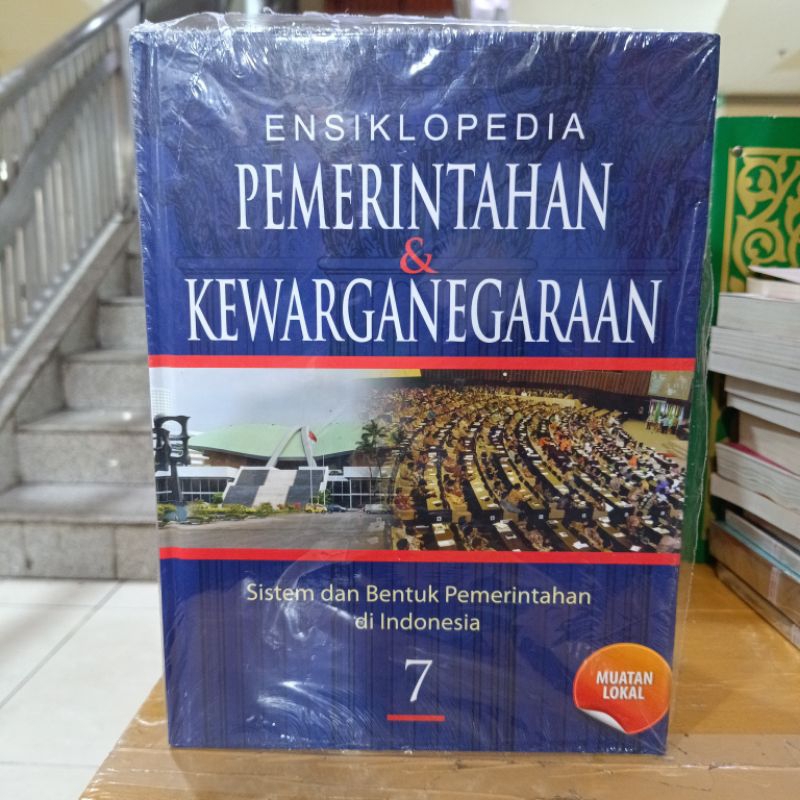 ENSIKLOPEDIA
PEMERINTAHAN
&
KEWARGANEGARAAN
Sistem dan Bentuk Pemerintahan
di Indonesia
7
MUATAN
LOKAL